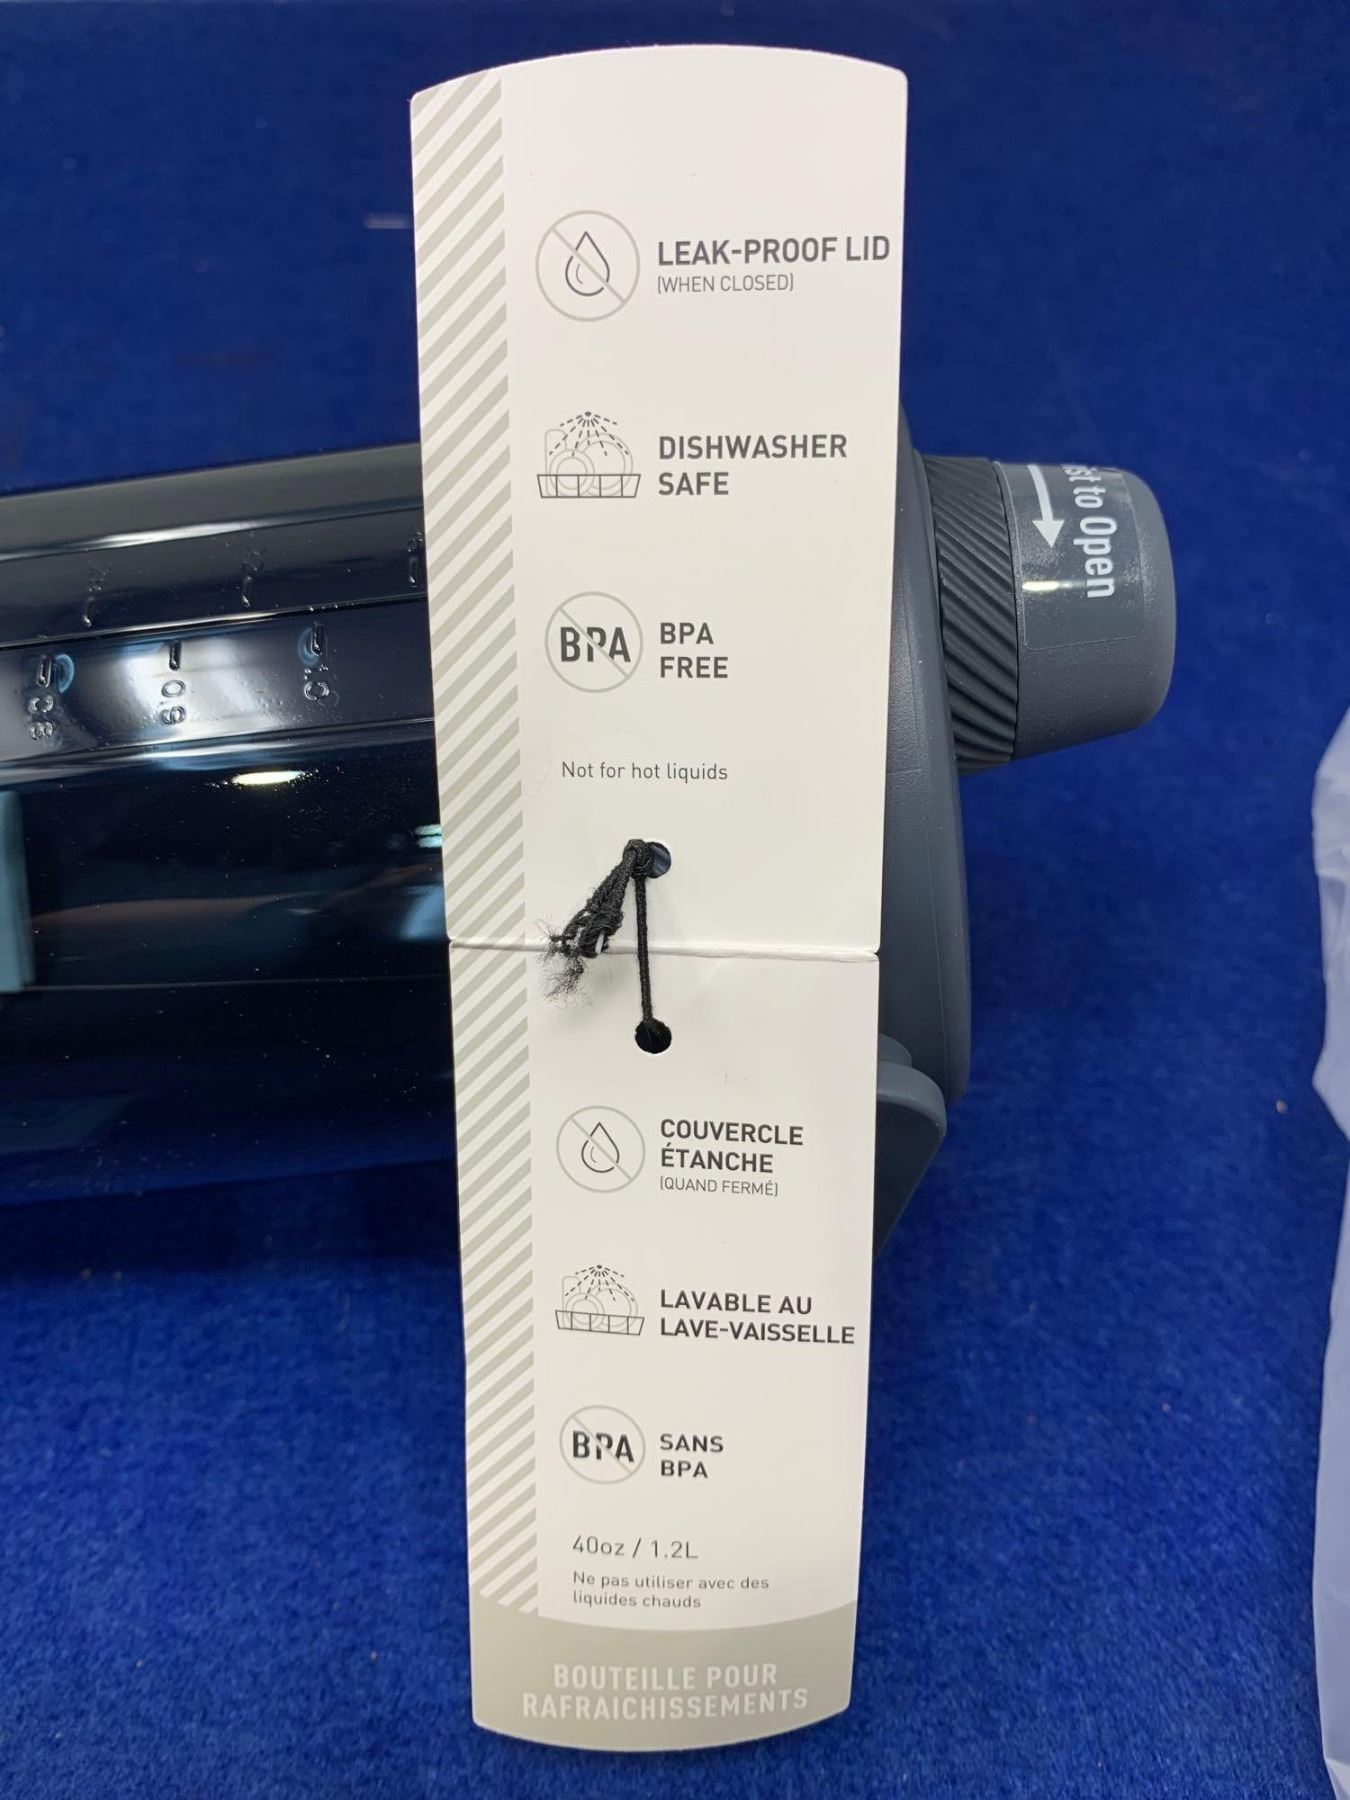 LEAK-PROOF LID
(WHEN CLOSED)
DISHWASHER
SAFE
BPA
BPA
FREE
Not for hot liquids
COUVERCLE
ÉTANCHE
(QUAND FERMÉ)
LAVABLE AU
LAVE-VAISSELLE
BPA
SANS
BPA
40oz / 1.2L
Ne pas utiliser avec des
liquides chauds
BOUTEILLE POUR
RAFRAICHISSEMENTS
to Open